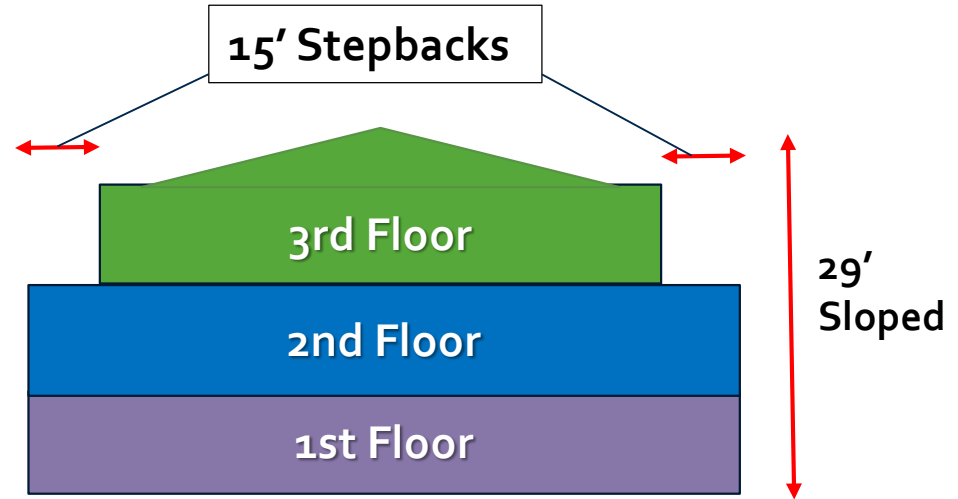 15′ Stepbacks
3rd Floor
29′
Sloped
2nd Floor
1st Floor